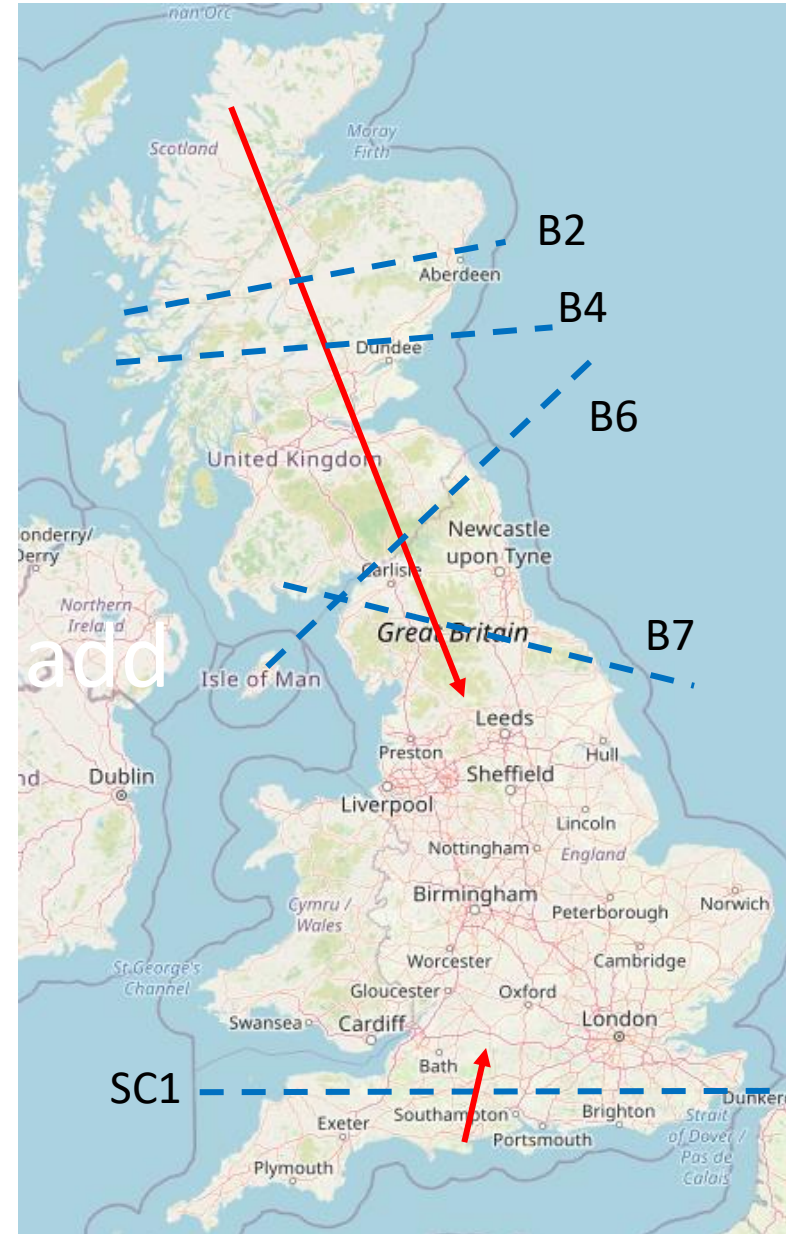 nan Orc
Moray
Firth
Scotland
B2
Aberdeen
B4
Dundee
B6
United Kingdom
onderry/
Derry
Newcastle
upon Tyne
Carlisle
Northern
Ireland
Great Britain
B7
add
Isle of Man
Leeds
Preston
Hull
nd
Dublin
Sheffield
Liverpool
Lincoln
Nottingham
England
Birmingham
Norwich
Peterborough
Cymru /
Wales
Worcester
Cambridge
St George's
Channel
Gloucester
Oxford
Swansea
Cardiff
London
Bath
SC1
Dunker
Southampton
Brighton
Exeter
Portsmouth
Strait
of Dover /
Pas de
Calais
Plymouth